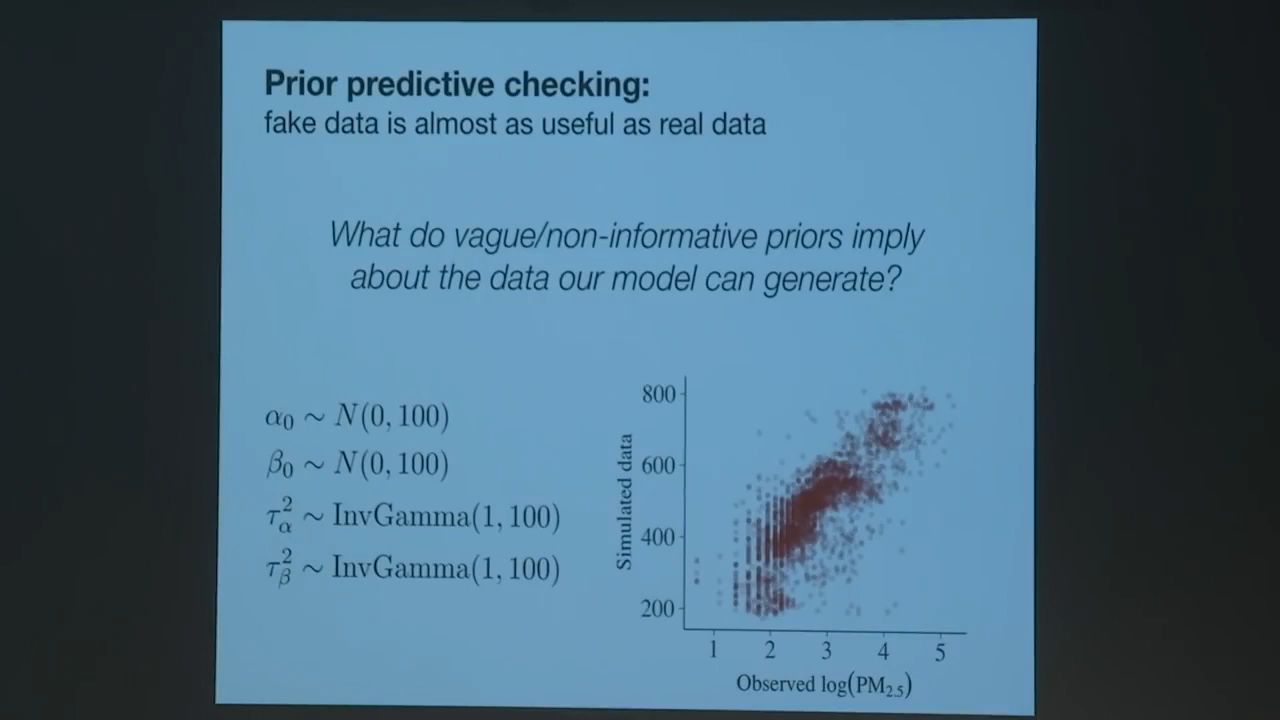 Prior predictive checking:
fake data is almost as useful as real data
What do vague/non-informative priors imply
about the data our model can generate?
α₀ ∼ N(0, 100)
β₀ ∼ N(0, 100)
τ²_α ∼ InvGamma(1, 100)
τ²_β ∼ InvGamma(1, 100)
Simulated data
800
600
400
200
1 2 3 4 5
Observed log(PM₂.₅)